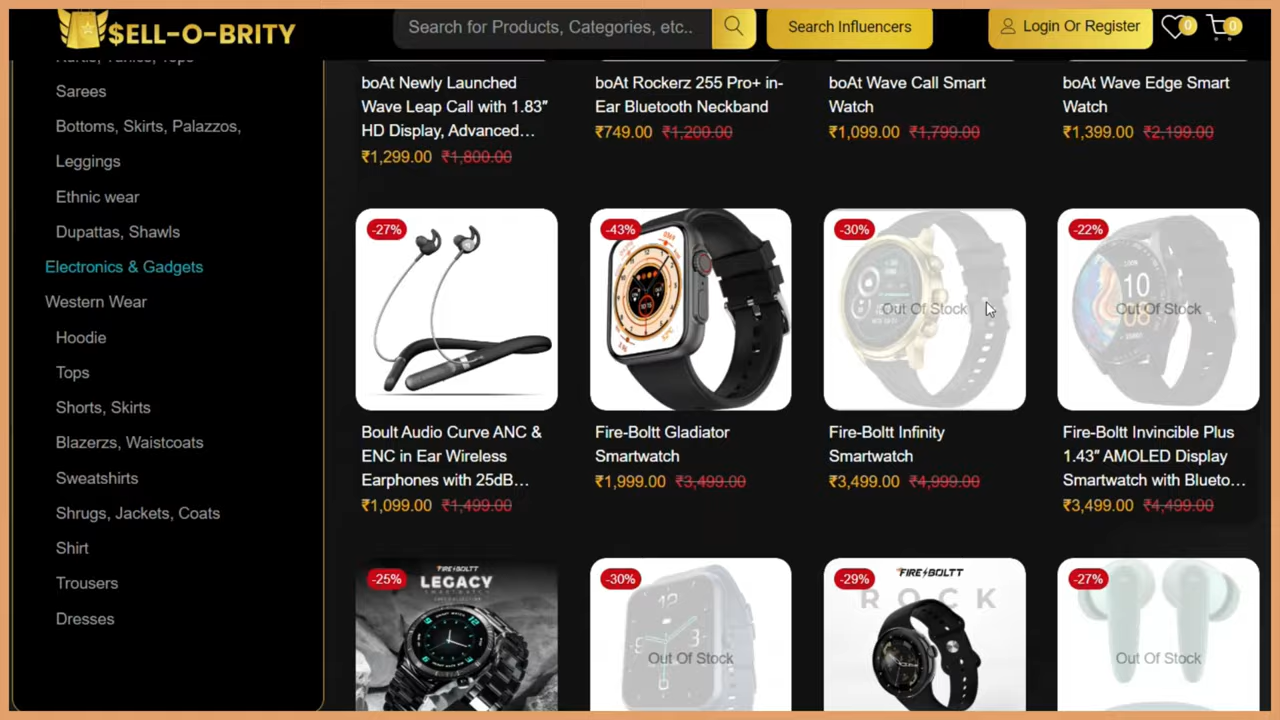 $ELL-O-BRITY
Search for Products, Categories, etc..
Search Influencers
Login Or Register
0
0
Kurtis, Tunics, Tops
Sarees
Bottoms, Skirts, Palazzos,
Leggings
Ethnic wear
Dupattas, Shawls
Electronics & Gadgets
Western Wear
Hoodie
Tops
Shorts, Skirts
Blazerzs, Waistcoats
Sweatshirts
Shrugs, Jackets, Coats
Shirt
Trousers
Dresses
boAt Newly Launched
Wave Leap Call with 1.83″
HD Display, Advanced…
₹1,299.00 ₹1,800.00
boAt Rockerz 255 Pro+ in-
Ear Bluetooth Neckband
₹749.00 ₹1,200.00
boAt Wave Call Smart
Watch
₹1,099.00 ₹1,799.00
boAt Wave Edge Smart
Watch
₹1,399.00 ₹2,199.00
-27%
Boult Audio Curve ANC &
ENC in Ear Wireless
Earphones with 25dB…
₹1,099.00 ₹1,499.00
-43%
Fire-Boltt Gladiator
Smartwatch
₹1,999.00 ₹3,499.00
-30%
Out Of Stock
Fire-Boltt Infinity
Smartwatch
₹3,499.00 ₹4,999.00
-22%
10
08
Out Of Stock
Fire-Boltt Invincible Plus
1.43″ AMOLED Display
Smartwatch with Blueto…
₹3,499.00 ₹4,499.00
-25%
FIRE-BOLTT
LEGACY
-30%
Out Of Stock
-29%
FIRE-BOLTT
ROCK
-27%
Out Of Stock